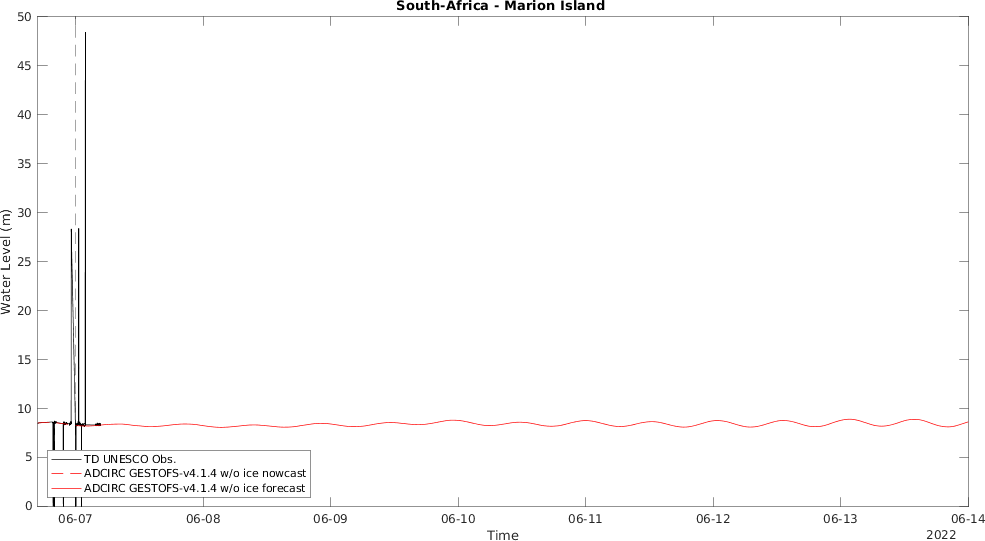 South-Africa - Marion Island
50
45
40
35
30
25
20
15
10
5
0
Water Level (m)
TD UNESCO Obs.
ADCIRC GESTOFS-v4.1.4 w/o ice nowcast
ADCIRC GESTOFS-v4.1.4 w/o ice forecast
06-07 06-08 06-09 06-10 06-11 06-12 06-13 06-14
Time
2022